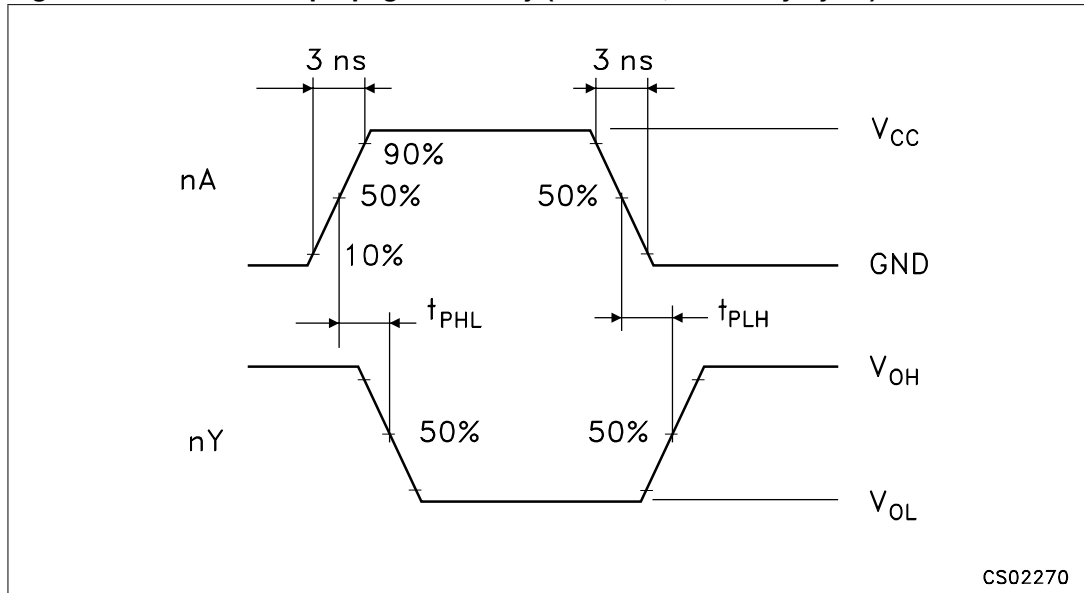 3 ns 3 ns
V_CC
90%
nA
50% 50%
10%
GND
t_PHL t_PLH
V_OH
50% 50%
nY
V_OL
CS02270